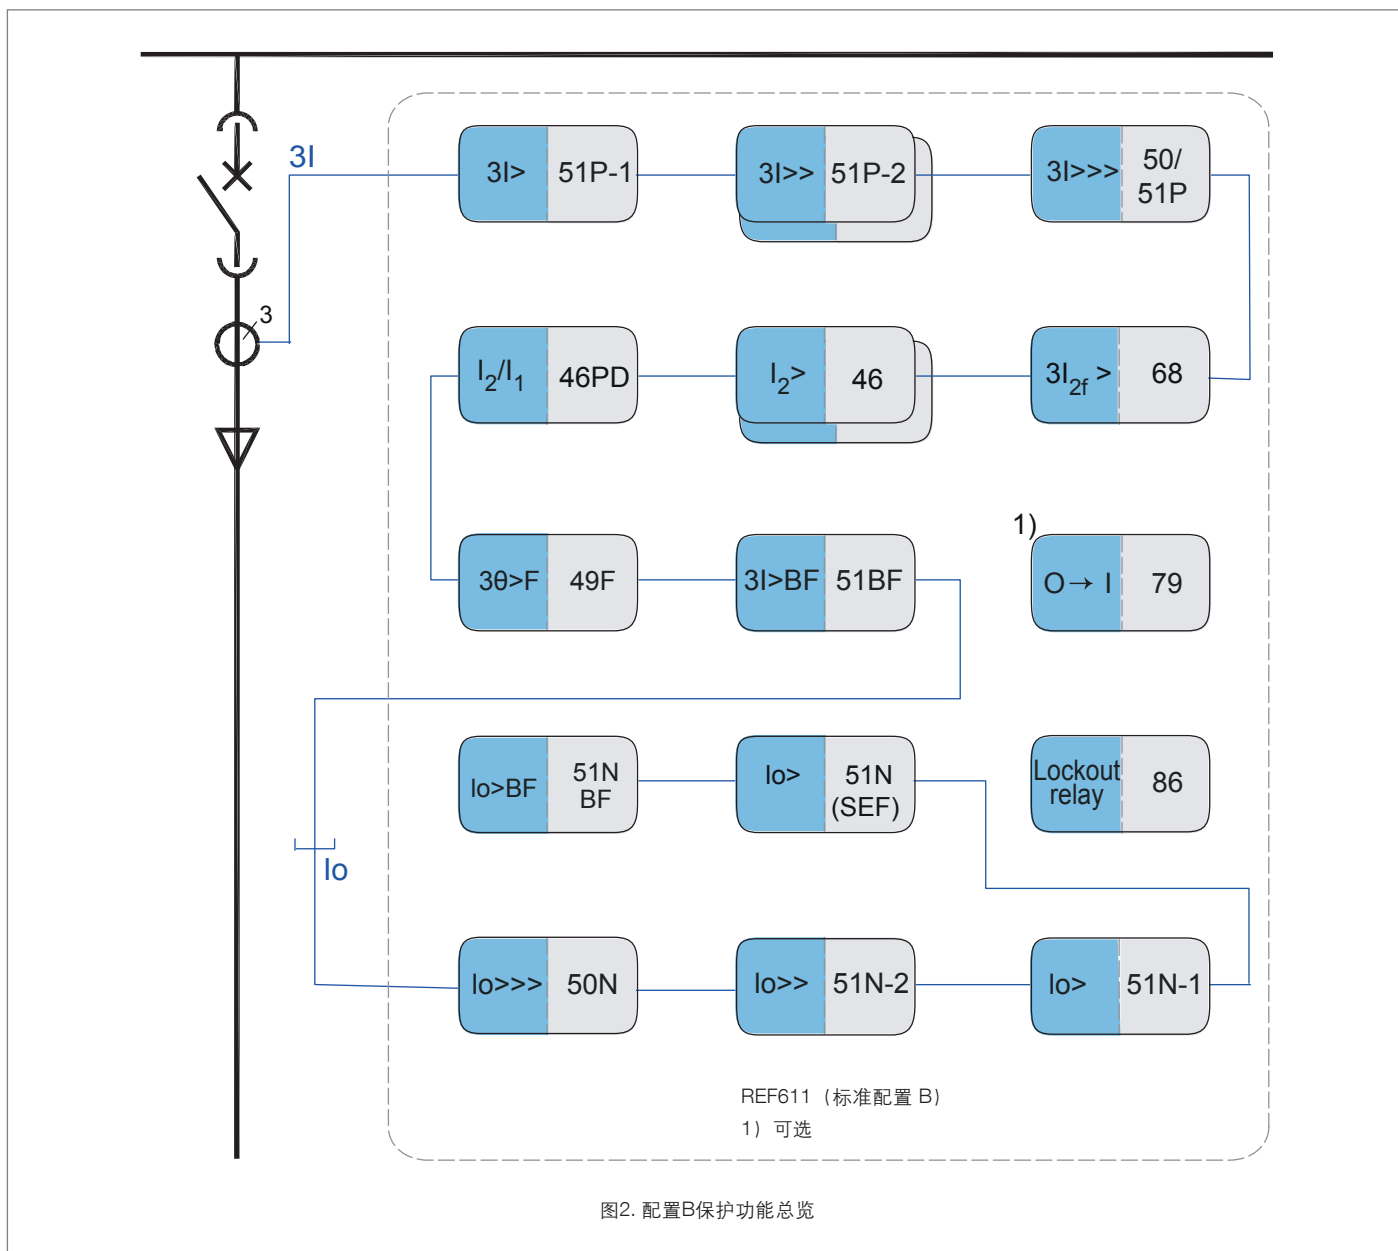 3I
3I>
51P-1
3I>>
51P-2
3I>>>
50/
51P
3
I₂/I₁
46PD
I₂>
46
3I₂f >
68
3θ>F
49F
3I>BF
51BF
1)
O→ I
79
Io>BF
51N
BF
Io>
51N
(SEF)
Lockout
relay
86
Io
Io>>>
50N
Io>>
51N-2
Io>
51N-1
REF611（标准配置 B）
1）可选
图2. 配置B保护功能总览